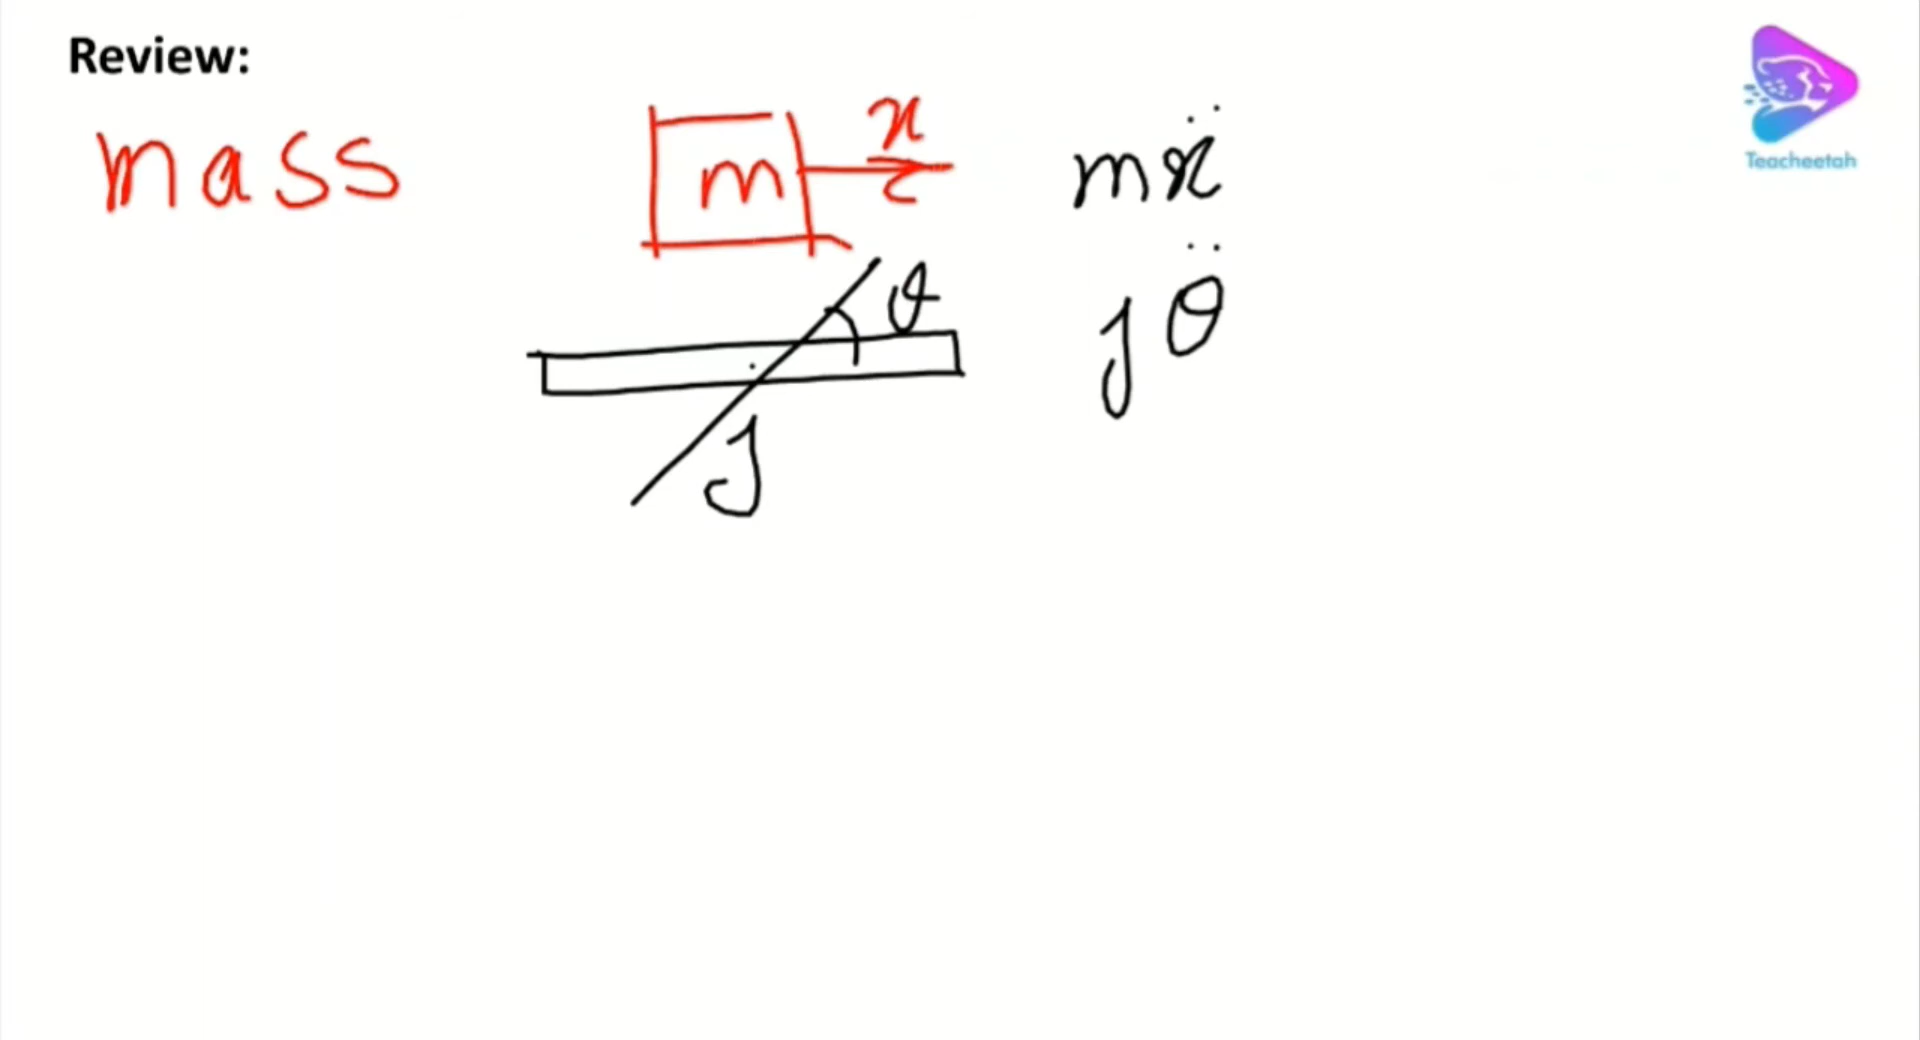 Review:
Teacheetah
mass
m
x
mẍ
θ
J
Jθ̈